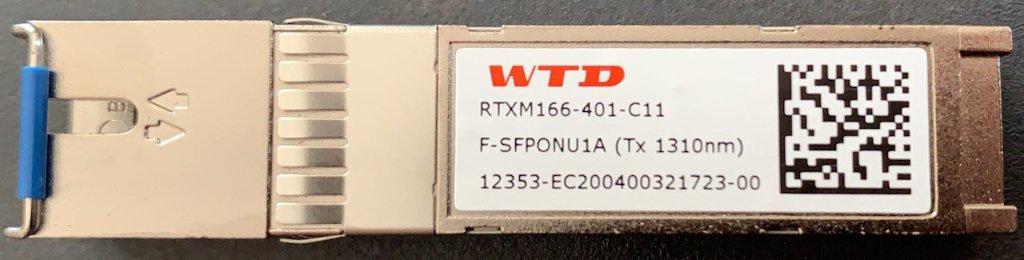 WTD
RTXM166-401-C11
F-SFPONU1A (Tx 1310nm)
12353-EC200400321723-00